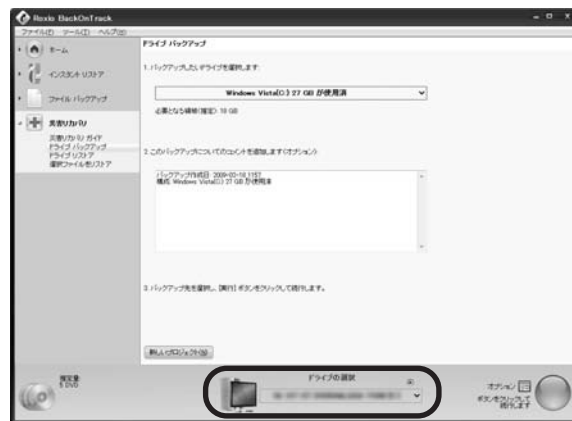 Roxio BackOnTrack
ファイル(F) ツール(T) ヘルプ(H)
ホーム
インスタント リストア
ファイル バックアップ
災害リカバリ
災害リカバリ ガイド
ドライブ バックアップ
ドライブ リストア
選択ファイルをリストア
ドライブ バックアップ
1. バックアップしたいドライブを選択します:
Windows Vista(C:) 27 GB が使用済
必要となる領域(推定): 18 GB
2. このバックアップについてのコメントを追加します(オプション):
バックアップ作成日: 2009-02-18_1157
構成: Windows Vista(C:) 27 GB が使用済
3. バックアップ先を選択し、[実行] ボタンをクリックして続行します。
新しいプロジェクト(N)
推定量:
5 DVD
ドライブの選択
オプション
ボタンをクリックして
続行します